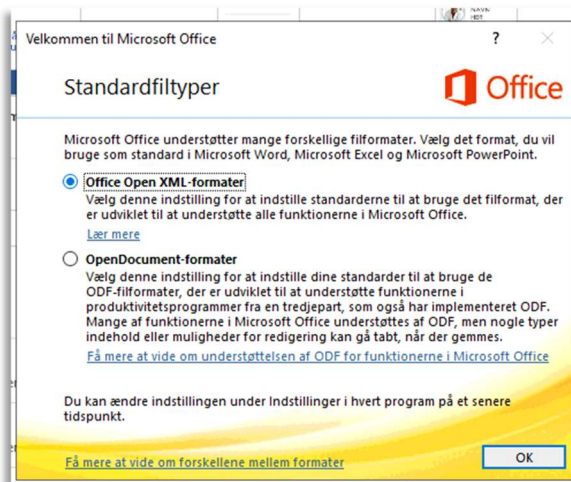 NAVN
Velkommen til Microsoft Office
?
Standardfiltyper
Office
Microsoft Office understøtter mange forskellige filformater. Vælg det format, du vil
bruge som standard i Microsoft Word, Microsoft Excel og Microsoft PowerPoint.
Office Open XML-formater
Vælg denne indstilling for at indstille standarderne til at bruge det filformat, der
er udviklet til at understøtte alle funktionerne i Microsoft Office.
Lær mere
OpenDocument-formater
Vælg denne indstilling for at indstille dine standarder til at bruge de
ODF-filformater, der er udviklet til at understøtte funktionerne i
produktivitetsprogrammer fra en tredjepart, som også har implementeret ODF.
Mange af funktionerne i Microsoft Office understøttes af ODF, men nogle typer
indhold eller muligheder for redigering kan gå tabt, når der gemmes.
Få mere at vide om understøttelsen af ODF for funktionerne i Microsoft Office
Du kan ændre indstillingen under Indstillinger i hvert program på et senere
tidspunkt.
Få mere at vide om forskellene mellem formater
OK